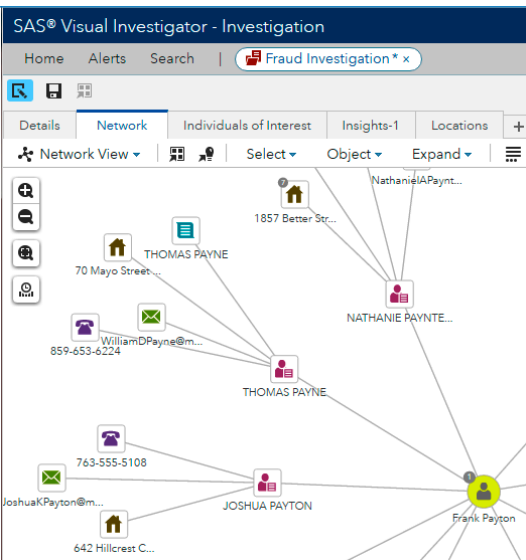 SAS® Visual Investigator - Investigation
Home Alerts Search | Fraud Investigation* ×
Details Network Individuals of Interest Insights-1 Locations +
Network View Select Object Expand
NathanielAPaynt...
7
1857 Better Str...
THOMAS PAYNE
70 Mayo Street ...
NATHANIE PAYNTE...
WilliamDPayne@m...
859-653-6224
THOMAS PAYNE
763-555-5108
1
JoshuaKPayton@m...
JOSHUA PAYTON
Frank Payton
642 Hillcrest C...